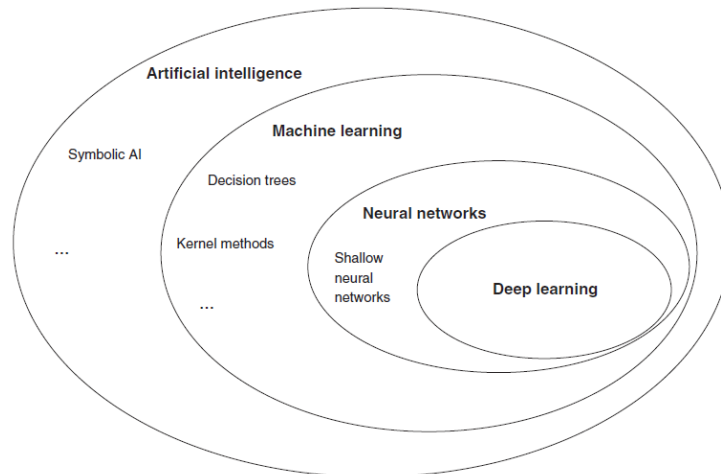 Artificial intelligence
Machine learning
Symbolic AI
Decision trees
Neural networks
Kernel methods
...
Shallow
neural
networks
Deep learning
...